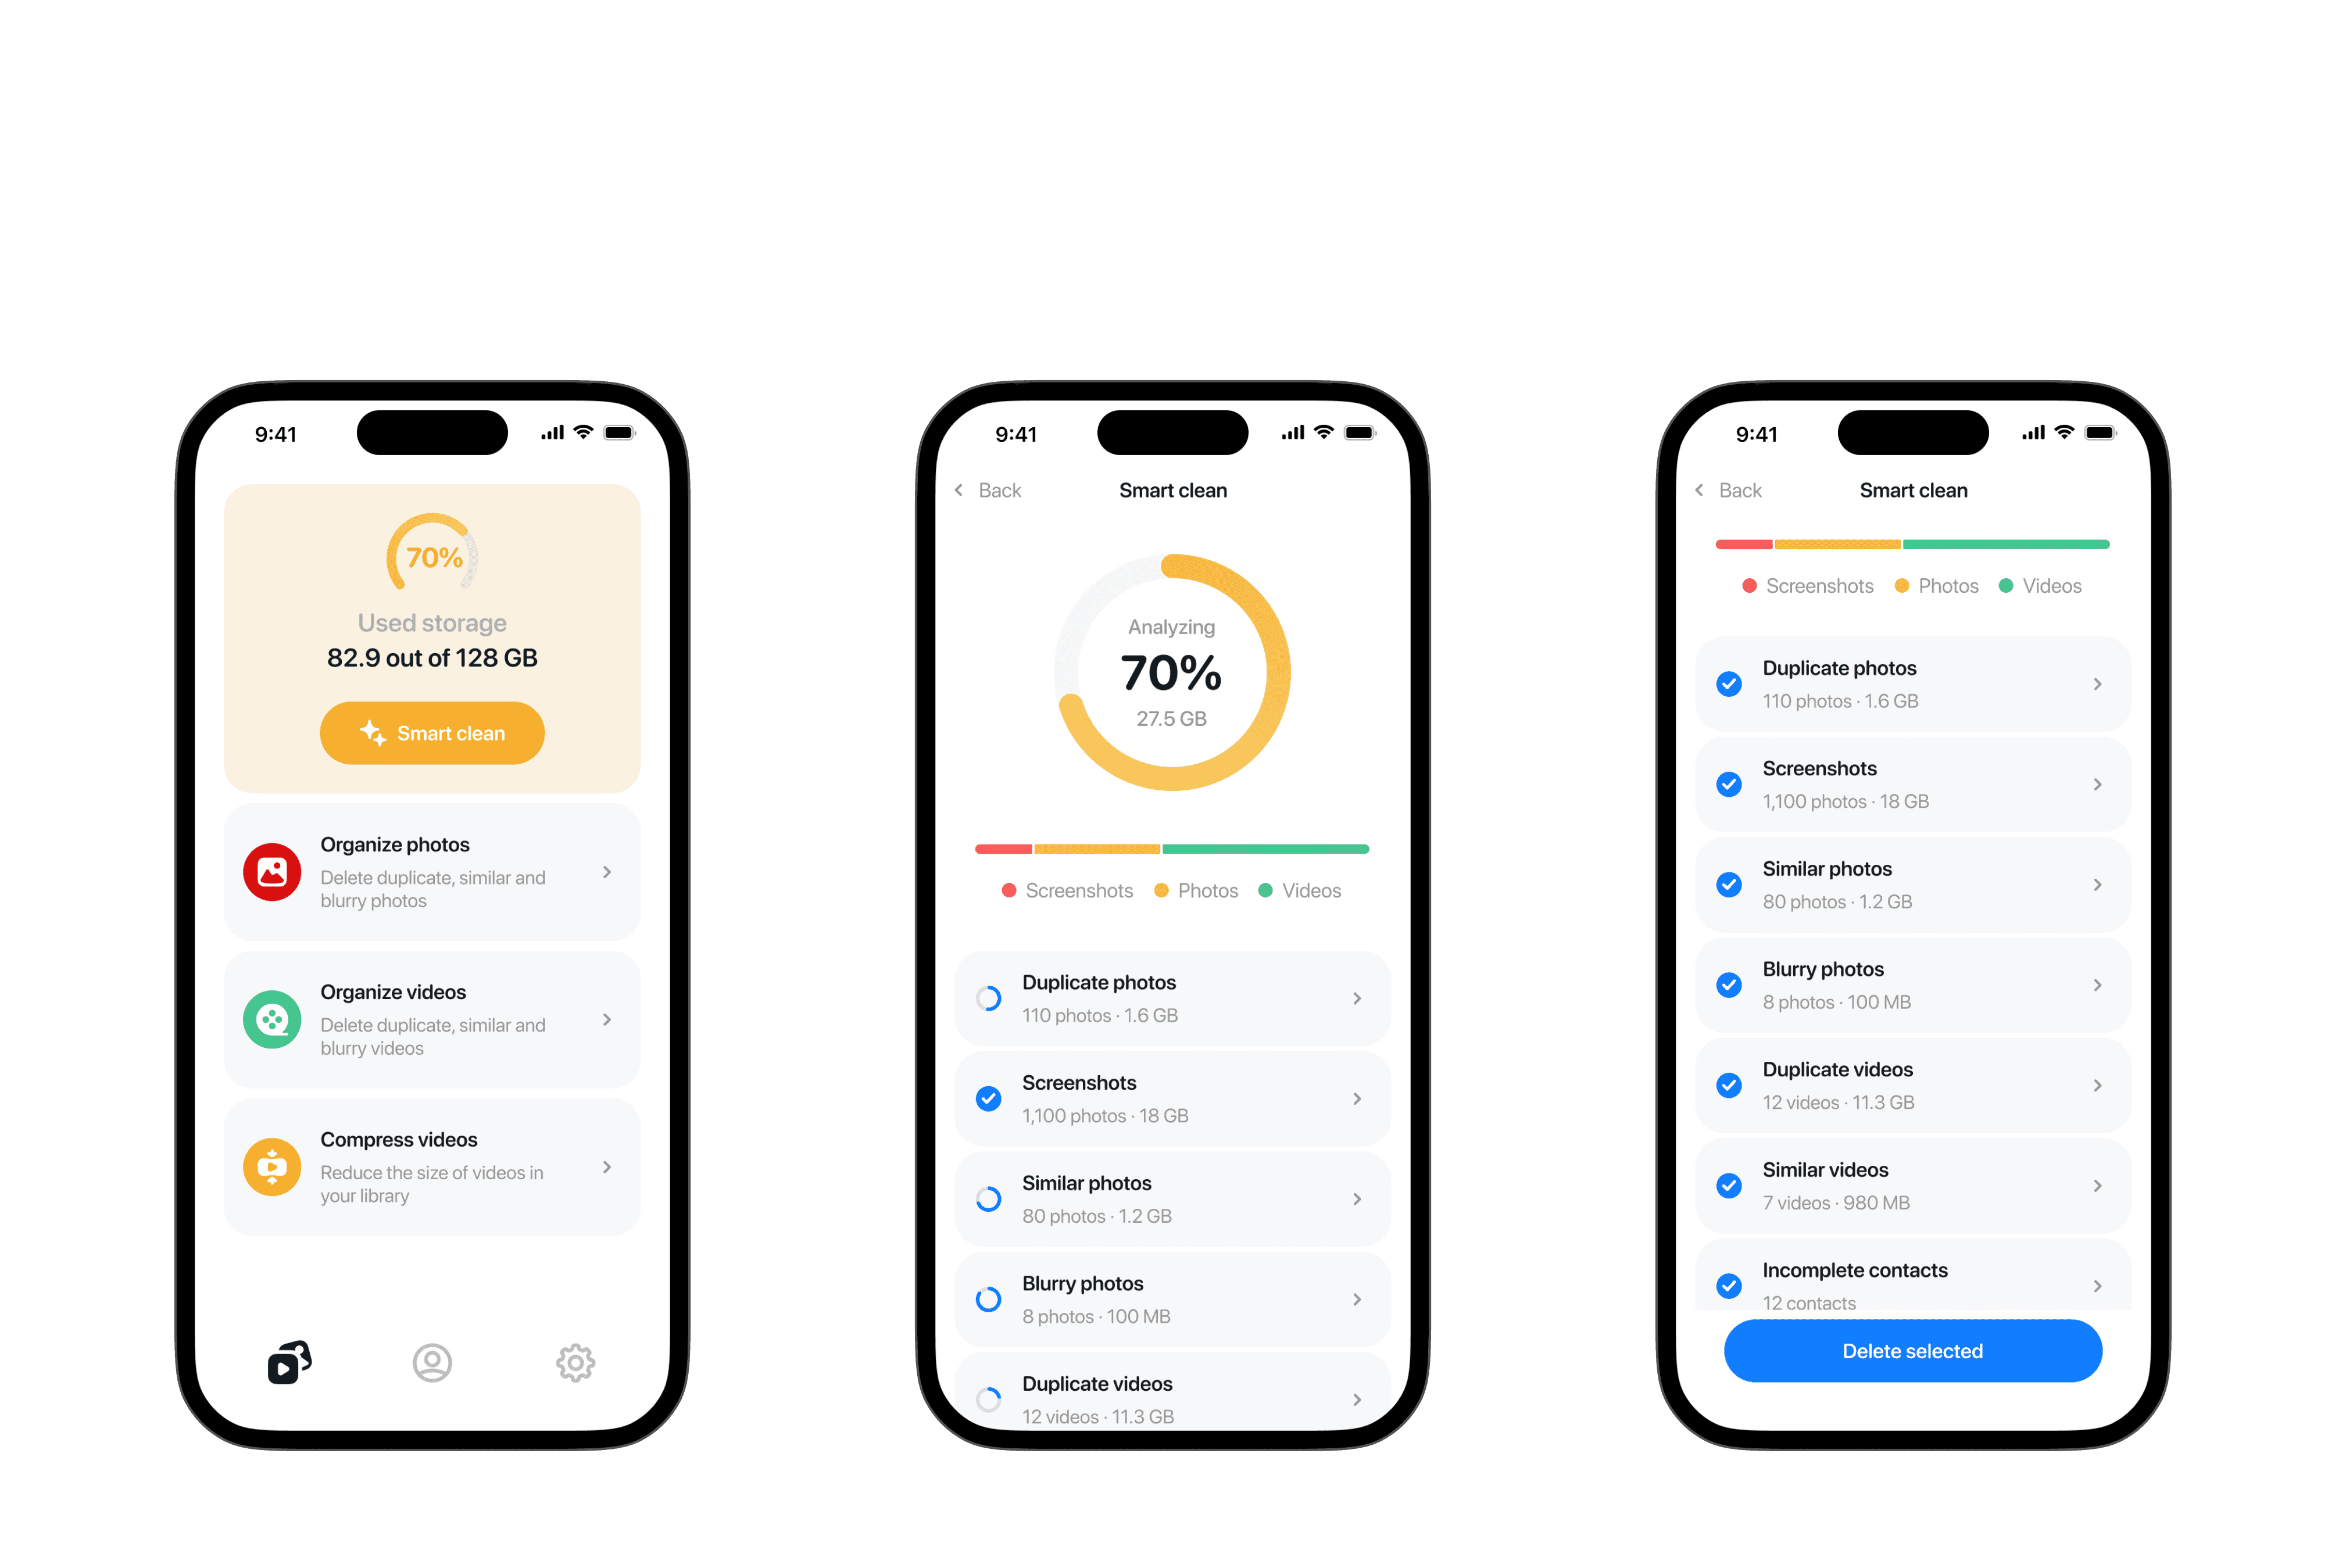 9:41
70%
Used storage
82.9 out of 128 GB
Smart clean
Organize photos
Delete duplicate, similar and
blurry photos
Organize videos
Delete duplicate, similar and
blurry videos
Compress videos
Reduce the size of videos in
your library
9:41
Back
Smart clean
Analyzing
70%
27.5 GB
Screenshots
Photos
Videos
Duplicate photos
110 photos · 1.6 GB
Screenshots
1,100 photos · 18 GB
Similar photos
80 photos · 1.2 GB
Blurry photos
8 photos · 100 MB
Duplicate videos
12 videos · 11.3 GB
9:41
Back
Smart clean
Screenshots
Photos
Videos
Duplicate photos
110 photos · 1.6 GB
Screenshots
1,100 photos · 18 GB
Similar photos
80 photos · 1.2 GB
Blurry photos
8 photos · 100 MB
Duplicate videos
12 videos · 11.3 GB
Similar videos
7 videos · 980 MB
Incomplete contacts
12 contacts
Delete selected